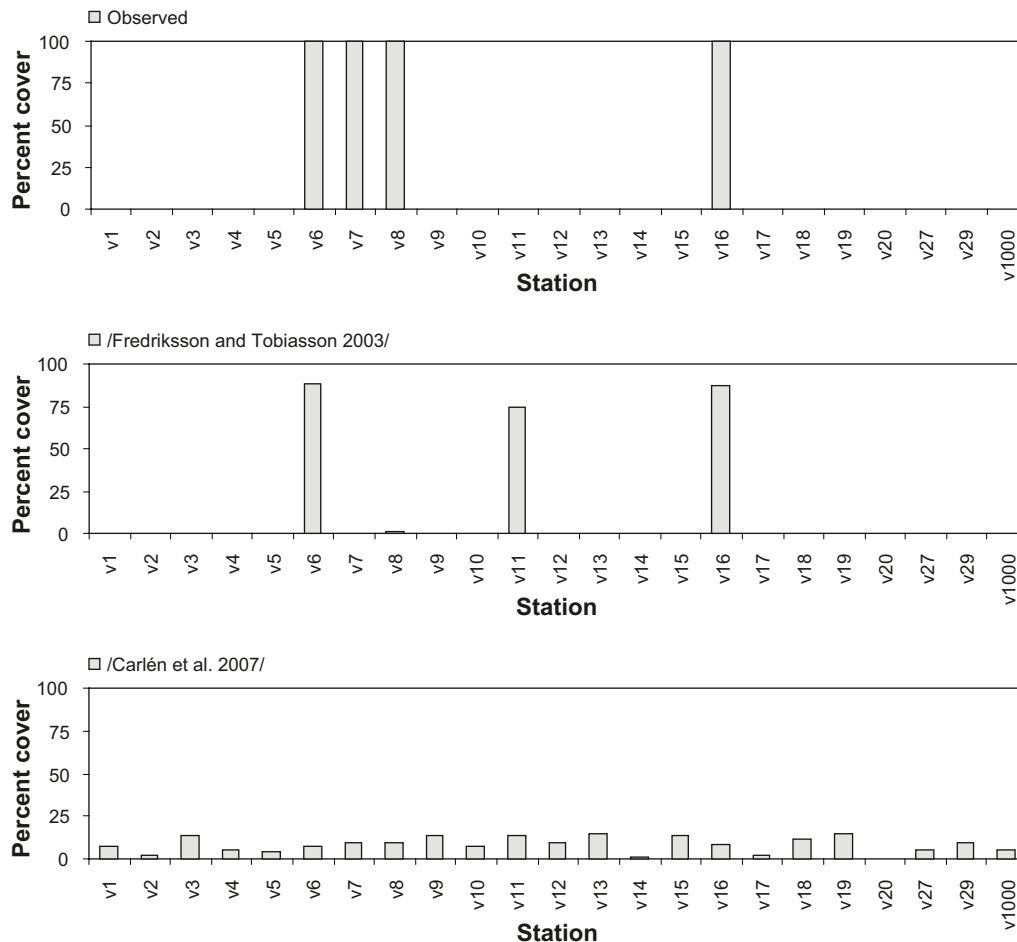 Observed
Percent cover
100
75
50
25
0
v1 v2 v3 v4 v5 v6 v7 v8 v9 v10 v11 v12 v13 v14 v15 v16 v17 v18 v19 v20 v27 v29 v1000
Station
/Fredriksson and Tobiasson 2003/
Percent cover
100
75
50
25
0
v1 v2 v3 v4 v5 v6 v7 v8 v9 v10 v11 v12 v13 v14 v15 v16 v17 v18 v19 v20 v27 v29 v1000
Station
/Carlén et al. 2007/
Percent cover
100
75
50
25
0
v1 v2 v3 v4 v5 v6 v7 v8 v9 v10 v11 v12 v13 v14 v15 v16 v17 v18 v19 v20 v27 v29 v1000
Station